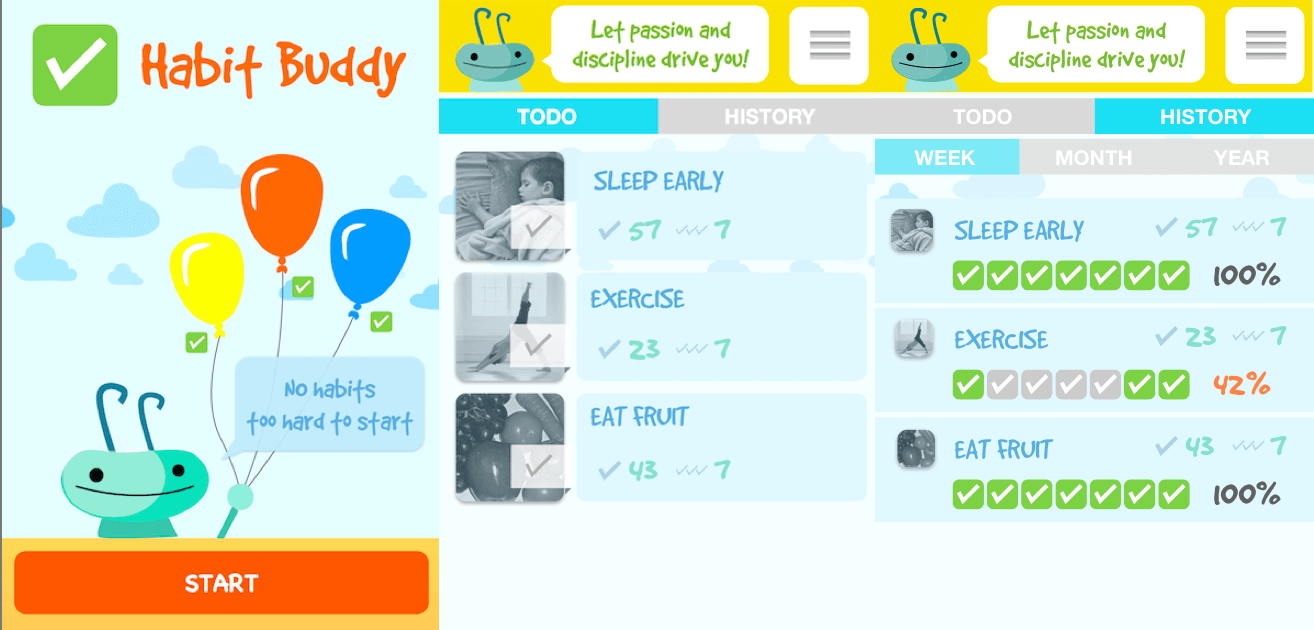 Habit Buddy
No habits
too hard to start
START
Let passion and
discipline drive you!
TODO HISTORY
SLEEP EARLY
57 7
EXERCISE
23 7
EAT FRUIT
43 7
Let passion and
discipline drive you!
TODO HISTORY
WEEK MONTH YEAR
SLEEP EARLY 57 7
100%
EXERCISE 23 7
42%
EAT FRUIT 43 7
100%